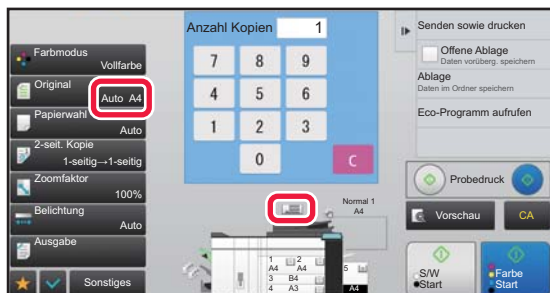 Anzahl Kopien 1
Farbmodus
Vollfarbe
Original
Auto A4
Papierwahl
Auto
2-seit. Kopie
1-seitig→1-seitig
Zoomfaktor
100%
Belichtung
Auto
Ausgabe
Sonstiges
7 8 9
4 5 6
1 2 3
0 C
Normal 1
A4
1 2
A4 A4
3 B4
4 A3
5
A4
Senden sowie drucken
Offene Ablage
Daten vorüberg. speichern
Ablage
Daten im Ordner speichern
Eco-Programm aufrufen
Probedruck
Vorschau
CA
S/W
Start
Farbe
Start